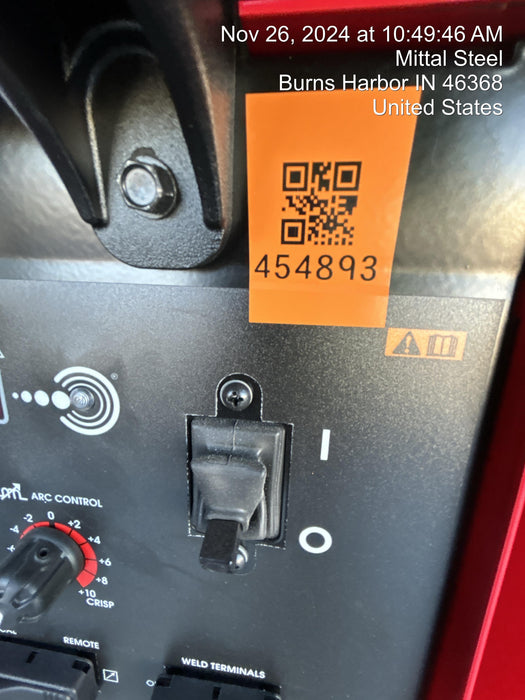 Nov 26, 2024 at 10:49:46 AM
Mittal Steel
Burns Harbor IN 46368
United States
454893
®
I
O
ARC CONTROL
-4 -2 0 +2 +4 +6 +8 +10
CRISP
REMOTE
WELD TERMINALS